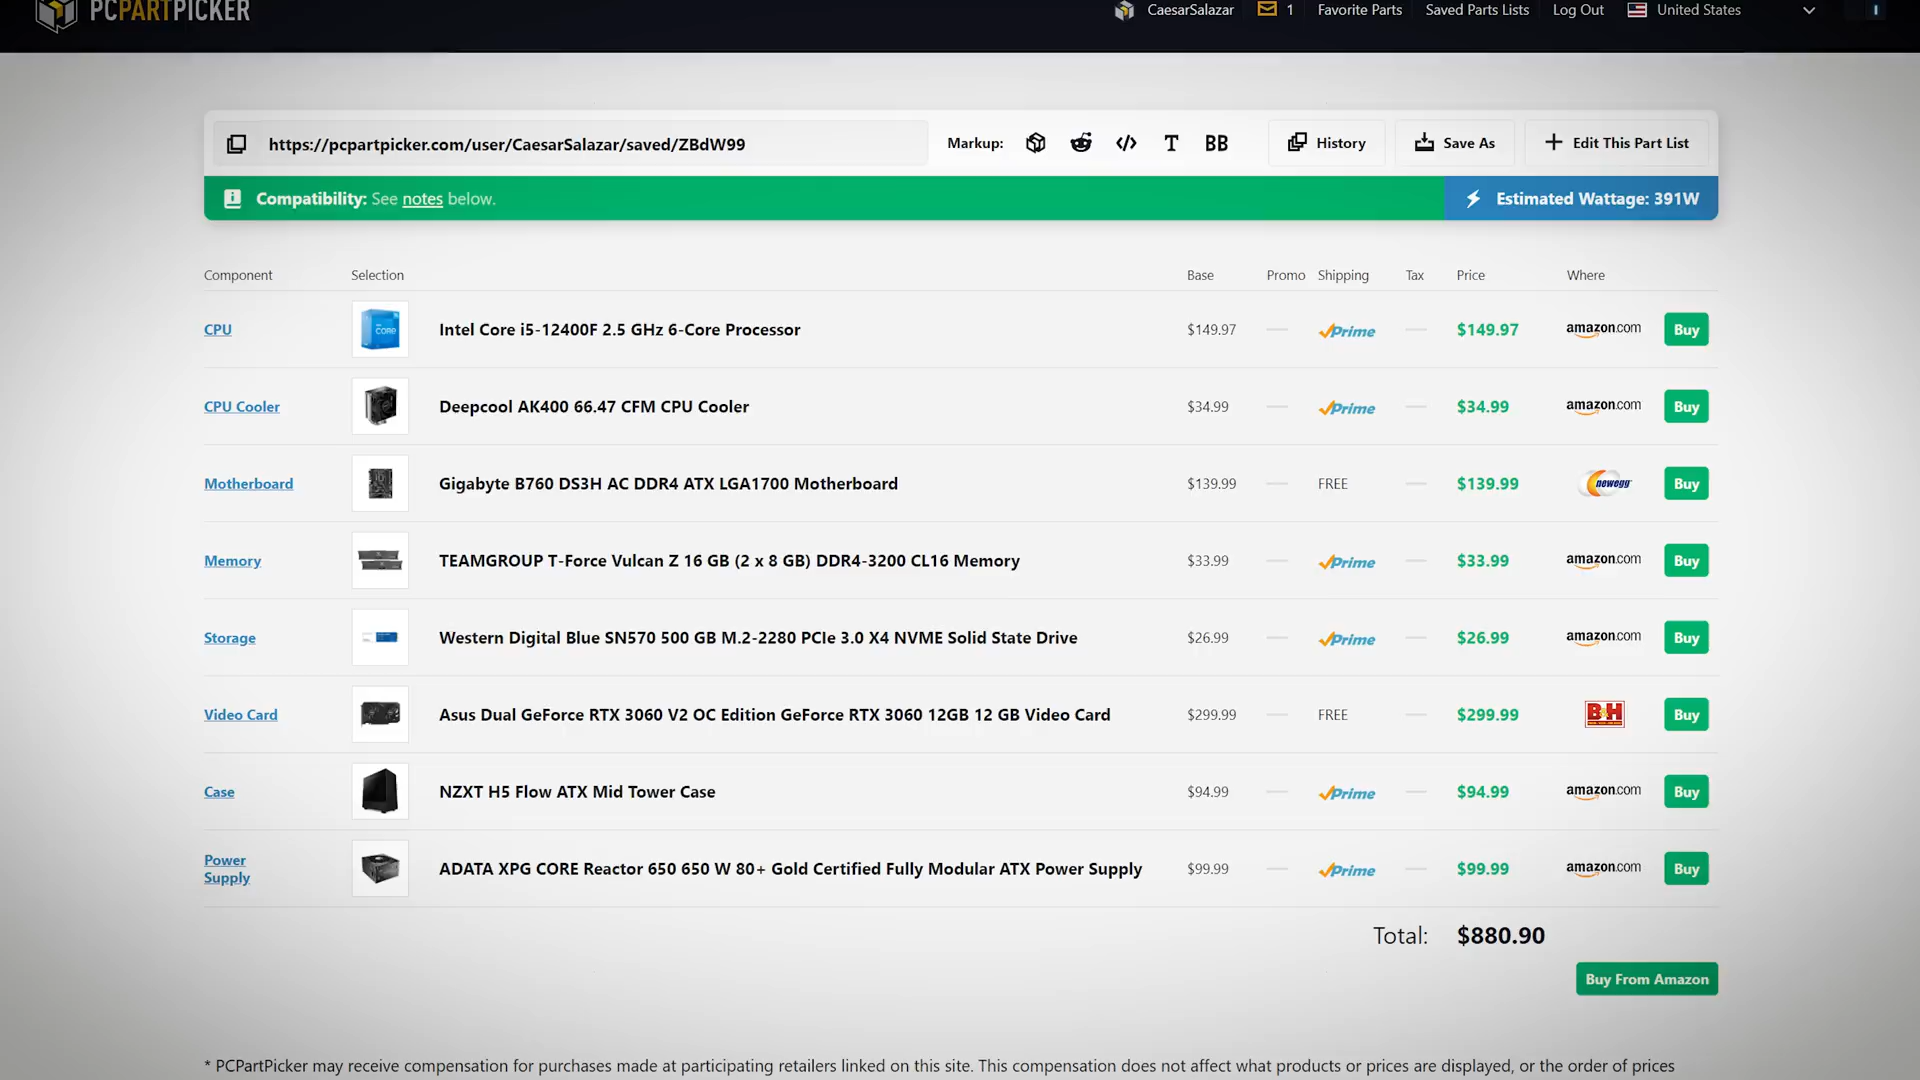 PCPARTPICKER
CaesarSalazar 1 Favorite Parts Saved Parts Lists Log Out United States
https://pcpartpicker.com/user/CaesarSalazar/saved/ZBdW99 Markup: T BB History Save As Edit This Part List
Compatibility: See notes below. Estimated Wattage: 391W
Component Selection Base Promo Shipping Tax Price Where
CPU Intel Core i5-12400F 2.5 GHz 6-Core Processor $149.97 Prime $149.97 amazon.com Buy
CPU Cooler Deepcool AK400 66.47 CFM CPU Cooler $34.99 Prime $34.99 amazon.com Buy
Motherboard Gigabyte B760 DS3H AC DDR4 ATX LGA1700 Motherboard $139.99 FREE $139.99 newegg Buy
Memory TEAMGROUP T-Force Vulcan Z 16 GB (2 x 8 GB) DDR4-3200 CL16 Memory $33.99 Prime $33.99 amazon.com Buy
Storage Western Digital Blue SN570 500 GB M.2-2280 PCIe 3.0 X4 NVME Solid State Drive $26.99 Prime $26.99 amazon.com Buy
Video Card Asus Dual GeForce RTX 3060 V2 OC Edition GeForce RTX 3060 12GB 12 GB Video Card $299.99 FREE $299.99 B&H Buy
Case NZXT H5 Flow ATX Mid Tower Case $94.99 Prime $94.99 amazon.com Buy
Power
Supply ADATA XPG CORE Reactor 650 650 W 80+ Gold Certified Fully Modular ATX Power Supply $99.99 Prime $99.99 amazon.com Buy
Total: $880.90
Buy From Amazon
* PCPartPicker may receive compensation for purchases made at participating retailers linked on this site. This compensation does not affect what products or prices are displayed, or the order of prices